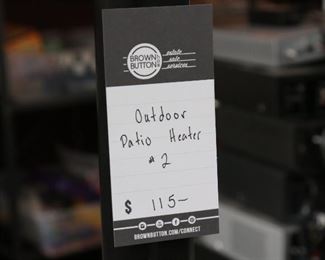 BROWN
BUTTON
estate
sale
services
Outdoor
Patio Heater
#2
$ 115-
BROWNBUTTON.COM/CONNECT